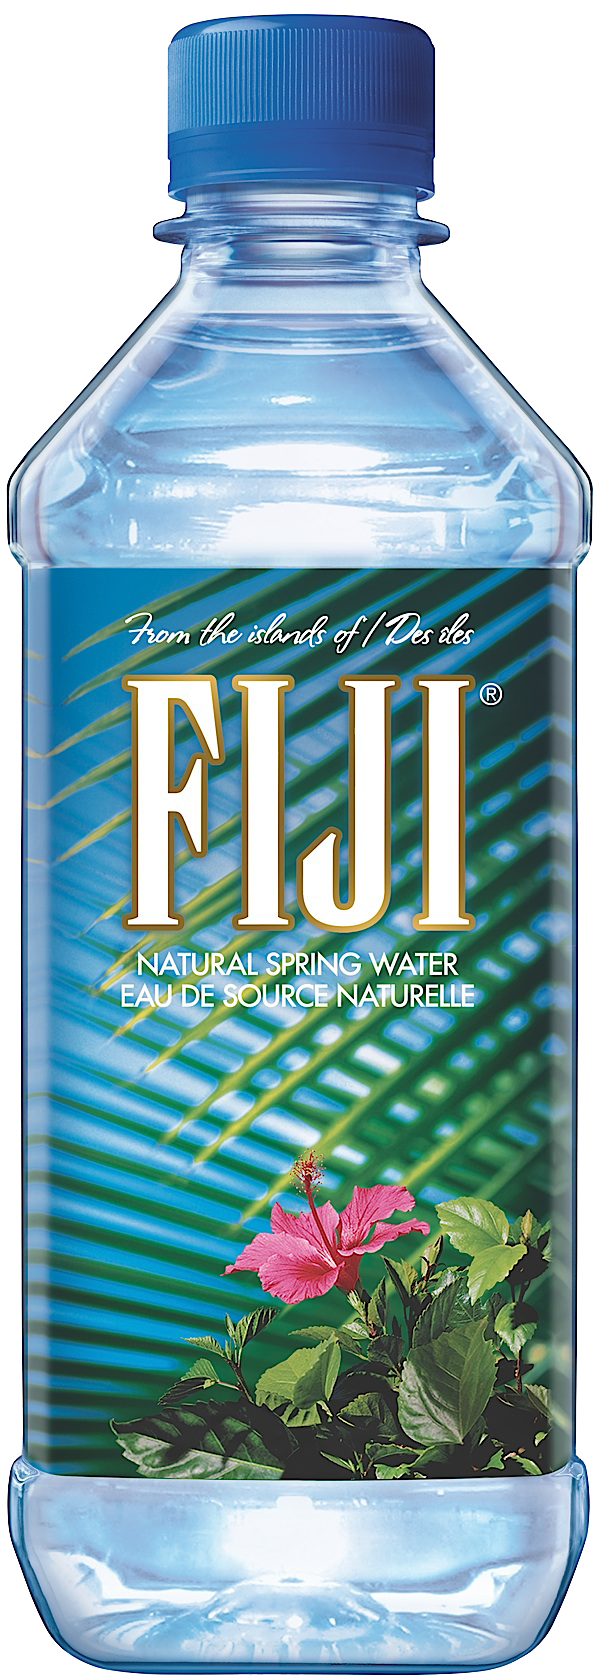 From the islands of / Des îles
FIJI®
NATURAL SPRING WATER
EAU DE SOURCE NATURELLE